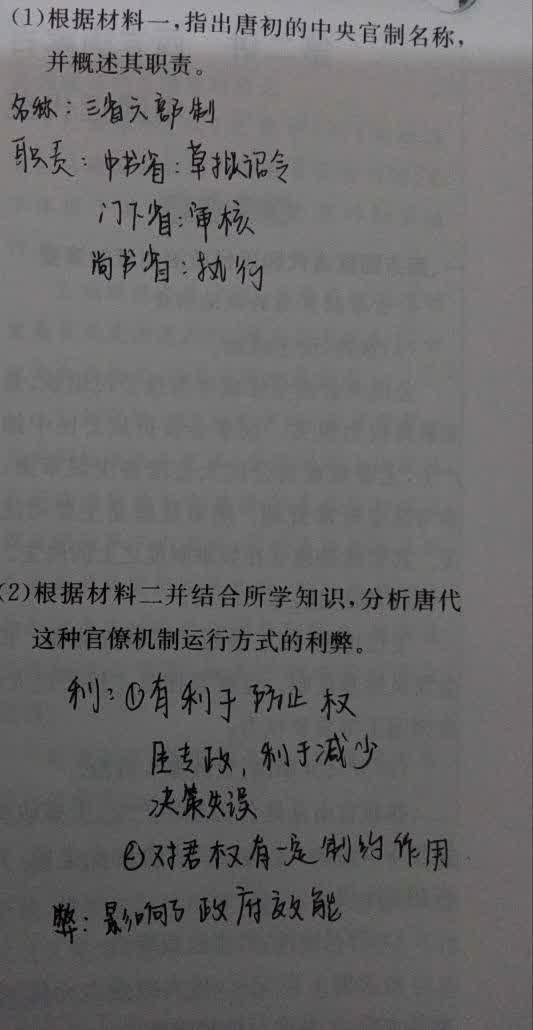 (1)根据材料一,指出唐初的中央官制名称,
并概述其职责。
名称：三省六部制
职责：中书省：草拟诏令
门下省：审核
尚书省：执行
(2)根据材料二并结合所学知识,分析唐代
这种官僚机制运行方式的利弊。
利：①有利于防止权
臣专政，利于减少
决策失误
②对君权有一定制约作用.
弊：影响了政府效能